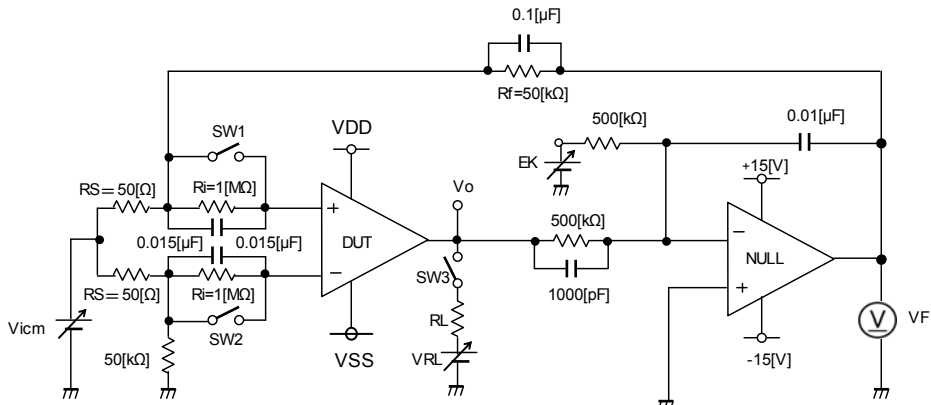 0.1[µF]
Rf=50[kΩ]
500[kΩ]
0.01[µF]
SW1
VDD
EK
+15[V]
RS=50[Ω]
Ri=1[MΩ]
Vo
0.015[µF]
0.015[µF]
DUT
500[kΩ]
NULL
RS=50[Ω]
Ri=1[MΩ]
SW3
1000[pF]
Vicm
SW2
RL
V
VF
50[kΩ]
VSS
VRL
-15[V]
+
−
−
+